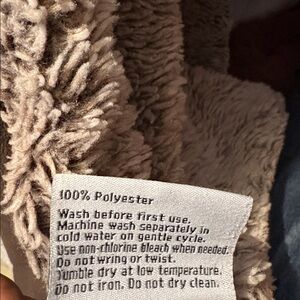 100% Polyester
Wash before first use.
Machine wash separately in
cold water on gentle cycle.
Use non-chlorine bleach when needed.
Do not wring or twist.
Tumble dry at low temperature.
Do not iron. Do not dry clean.